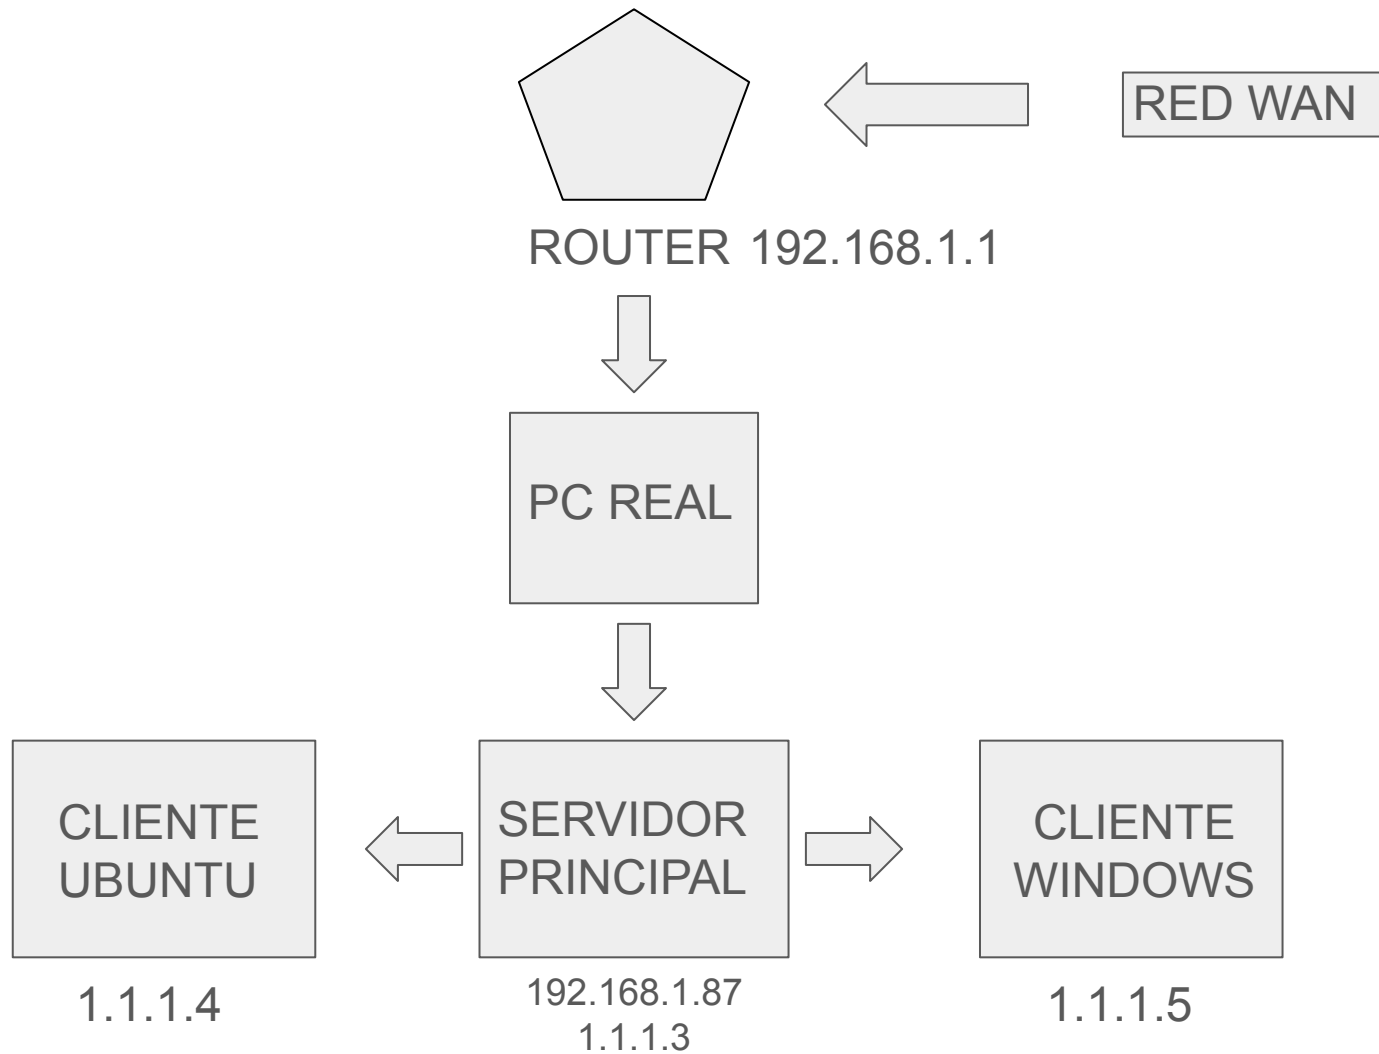 RED WAN
ROUTER 192.168.1.1
PC REAL
CLIENTE
UBUNTU
SERVIDOR
PRINCIPAL
CLIENTE
WINDOWS
1.1.1.4
192.168.1.87
1.1.1.3
1.1.1.5